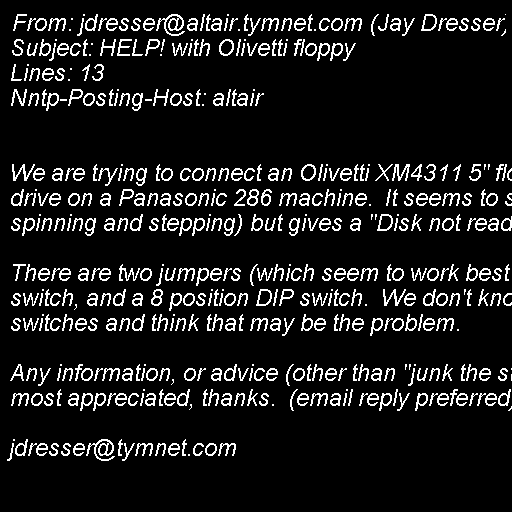 From: jdresser@altair.tymnet.com (Jay Dresser)
Subject: HELP! with Olivetti floppy
Lines: 13
Nntp-Posting-Host: altair
We are trying to connect an Olivetti XM4311 5"
drive on a Panasonic 286 machine.  It seems to
spinning and stepping) but gives a "Disk not
There are two jumpers (which seem to work best
switch, and a 8 position DIP switch.  We don't
switches and think that may be the problem.
Any information, or advice (other than "junk the
most appreciated, thanks.  (email reply preferred)
jdresser@tymnet.com